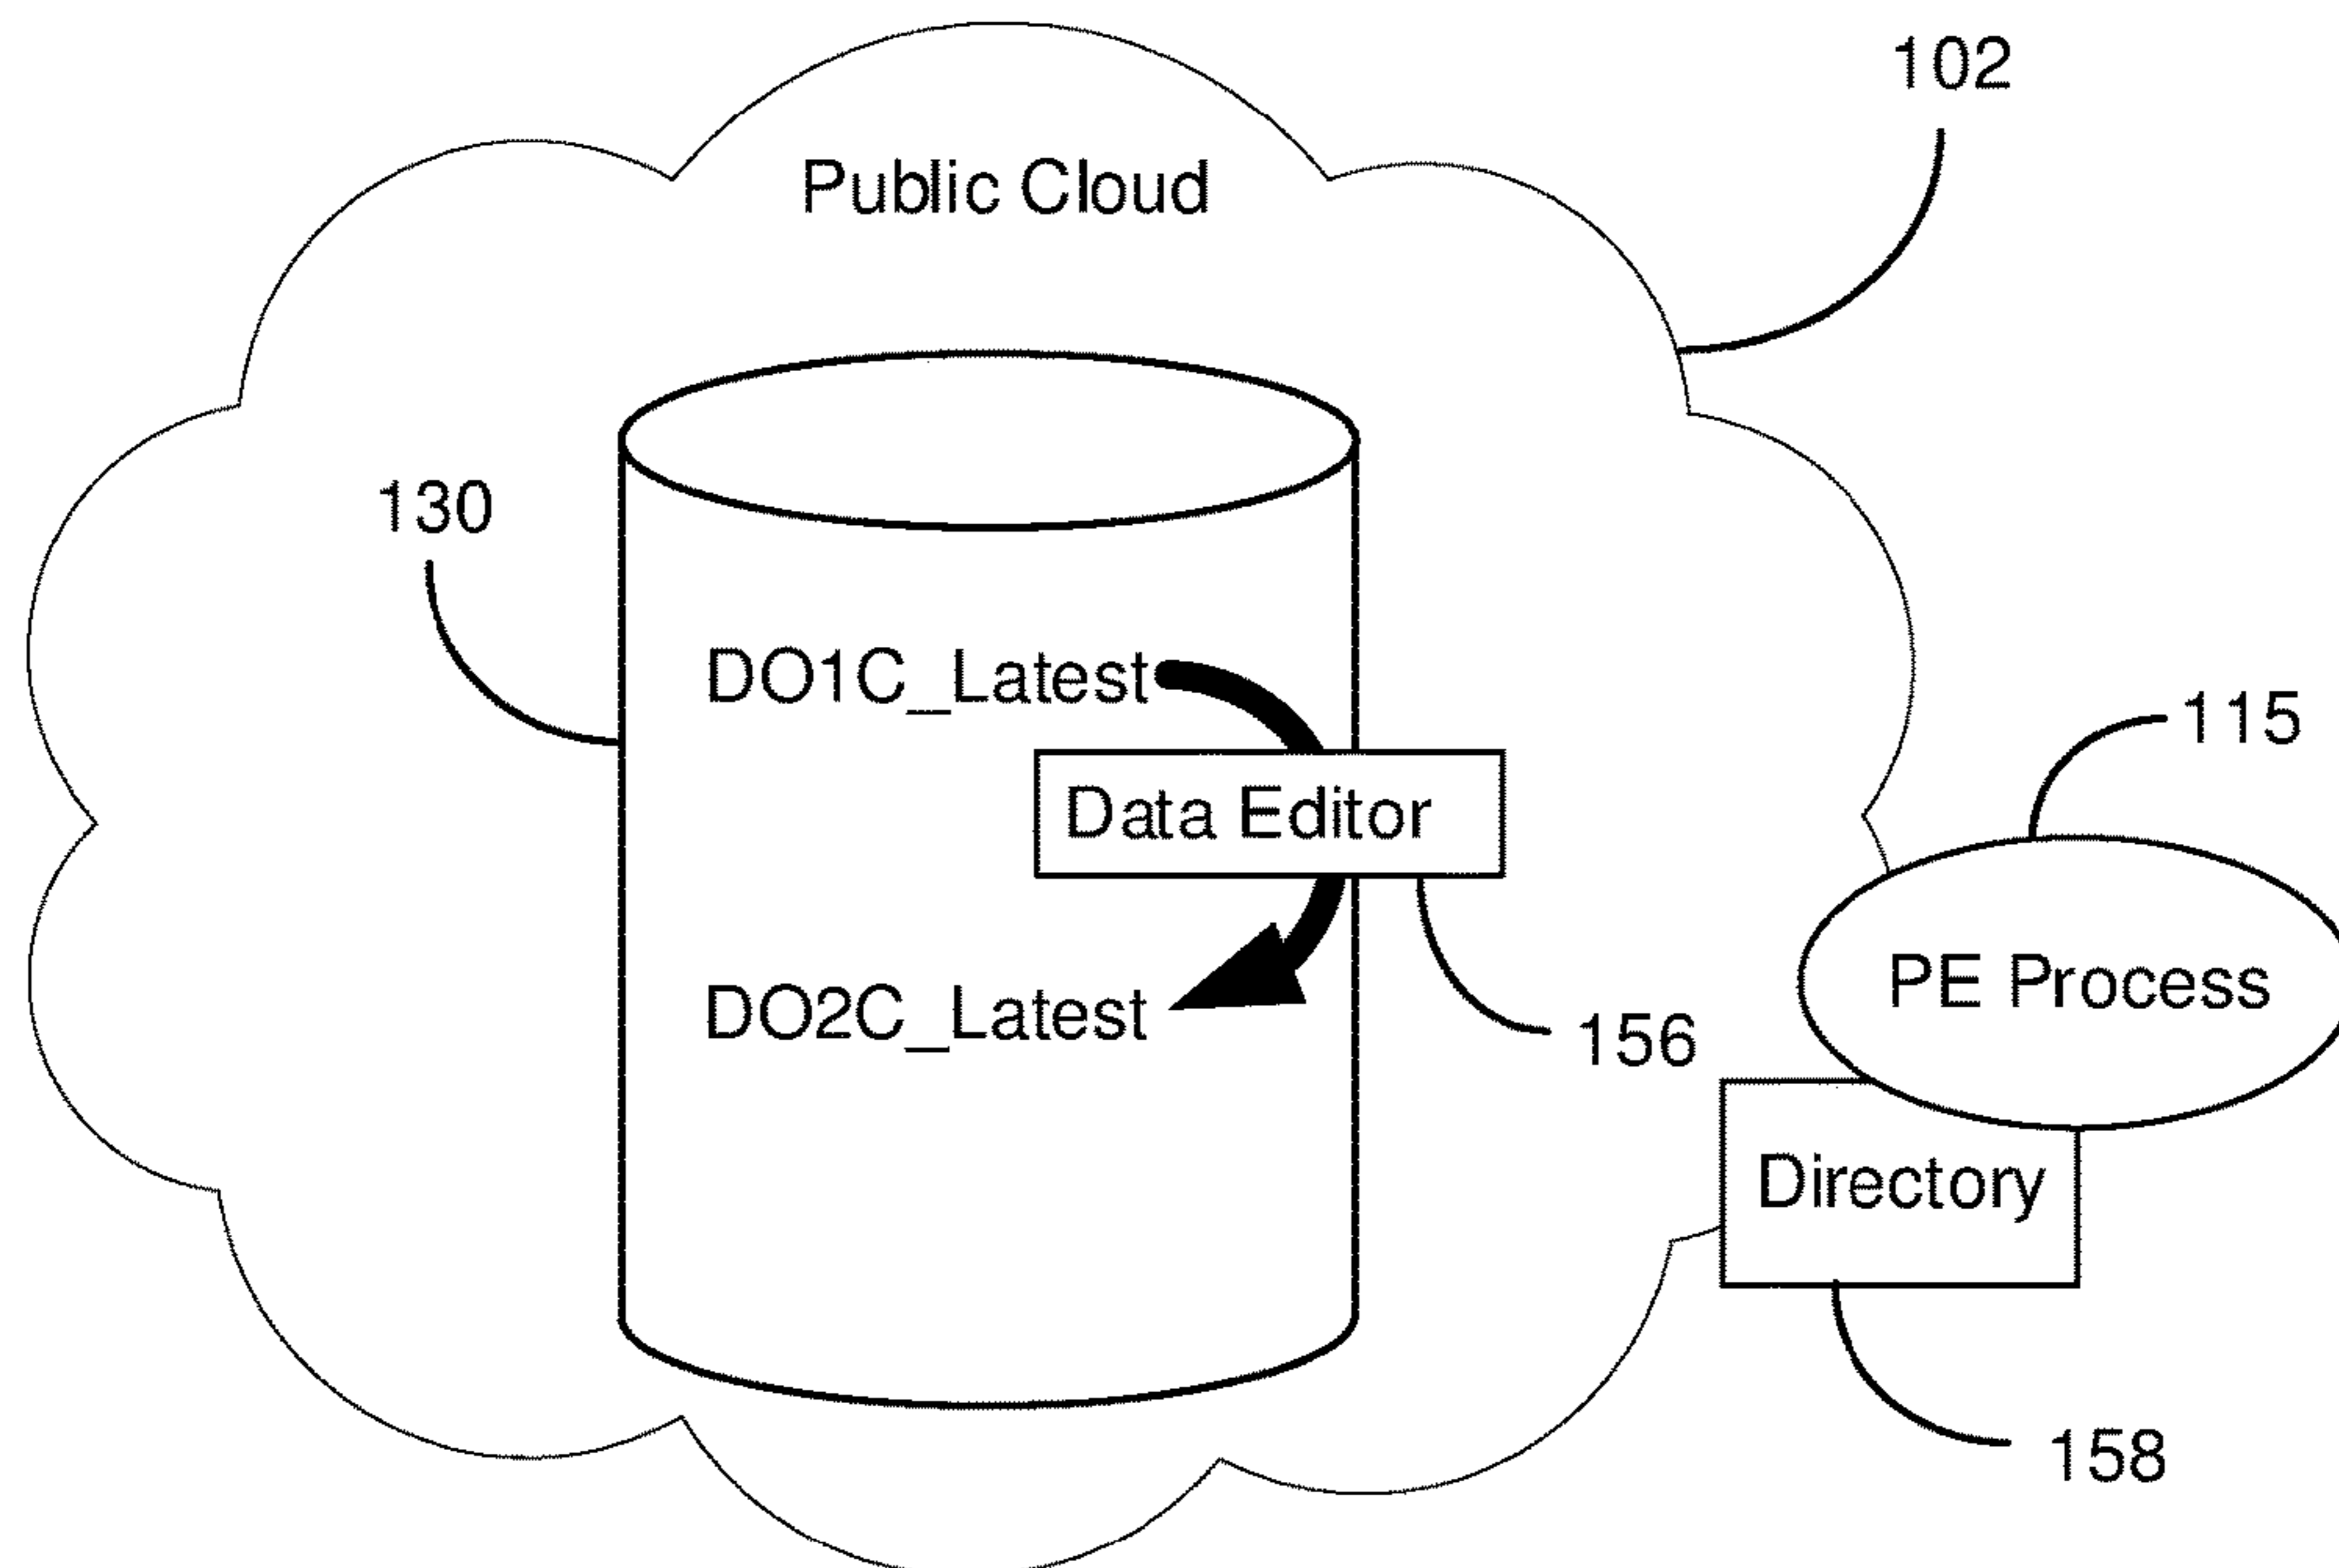 102
Public Cloud
130
DO1C_Latest
115
Data Editor
PE Process
DO2C_Latest
156
Directory
158